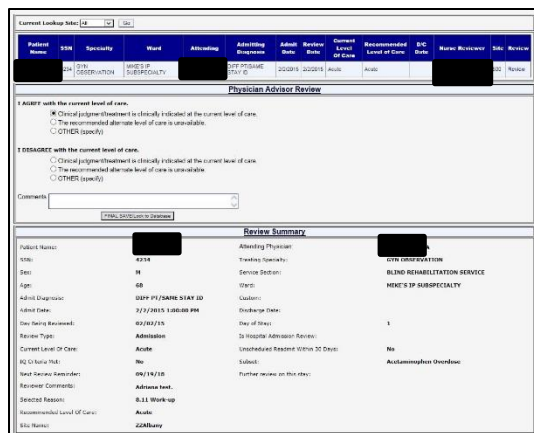 Current Lookup Site: All Go
Patient Name SSN Specialty Ward Attending Admitting Diagnosis Admit Date Review Date Current Level Of Care Recommended Level of Care D/C Date Nurse Reviewer Site Review
4234 GYN OBSERVATION MIKE'S IP SUBSPECIALTY DIFF PT/SAME STAY ID 2/2/2015 2/2/2015 Acute Acute 500 Review
Physician Advisor Review
I AGREE with the current level of care.
Clinical judgment/treatment is clinically indicated at the current level of care.
The recommended alternate level of care is unavailable.
OTHER (specify)
I DISAGREE with the current level of care.
Clinical judgment/treatment is clinically indicated at the current level of care.
The recommended alternate level of care is unavailable.
OTHER (specify)
Comments
FINAL SAVE/Lock to Database
Review Summary
Patient Name: Attending Physician: A
SSN: 4234 Treating Specialty: GYN OBSERVATION
Sex: M Service Section: BLIND REHABILITATION SERVICE
Age: 68 Ward: MIKE'S IP SUBSPECIALTY
Admit Diagnosis: DIFF PT/SAME STAY ID Custom:
Admit Date: 2/2/2015 1:00:00 PM Discharge Date:
Day Being Reviewed: 02/02/15 Day of Stay: 1
Review Type: Admission Is Hospital Admission Review:
Current Level Of Care: Acute Unscheduled Readmit Within 30 Days: No
IQ Criteria Met: No Subset: Acetaminophen Overdose
Next Review Reminder: 09/19/18 Further review on this stay:
Reviewer Comments: Adriana test.
Selected Reason: 8.11 Work-up
Recommended Level Of Care: Acute
Site Name: ZZAlbany